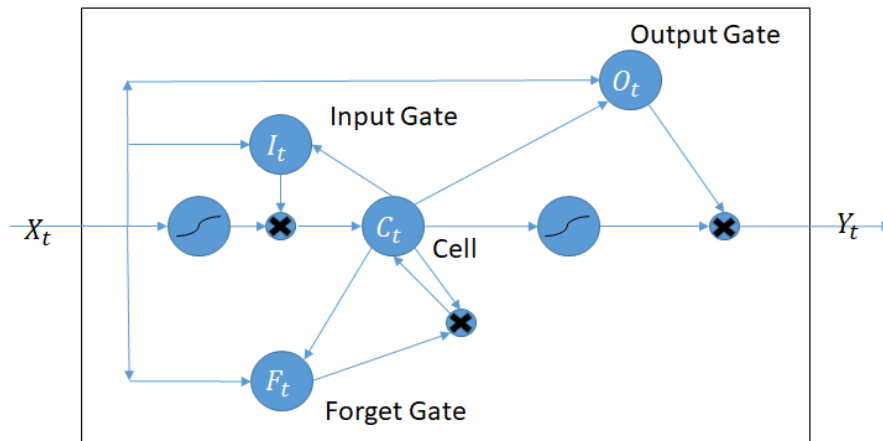 Output Gate
O_t
Input Gate
I_t
X_t
C_t
Y_t
Cell
F_t
Forget Gate